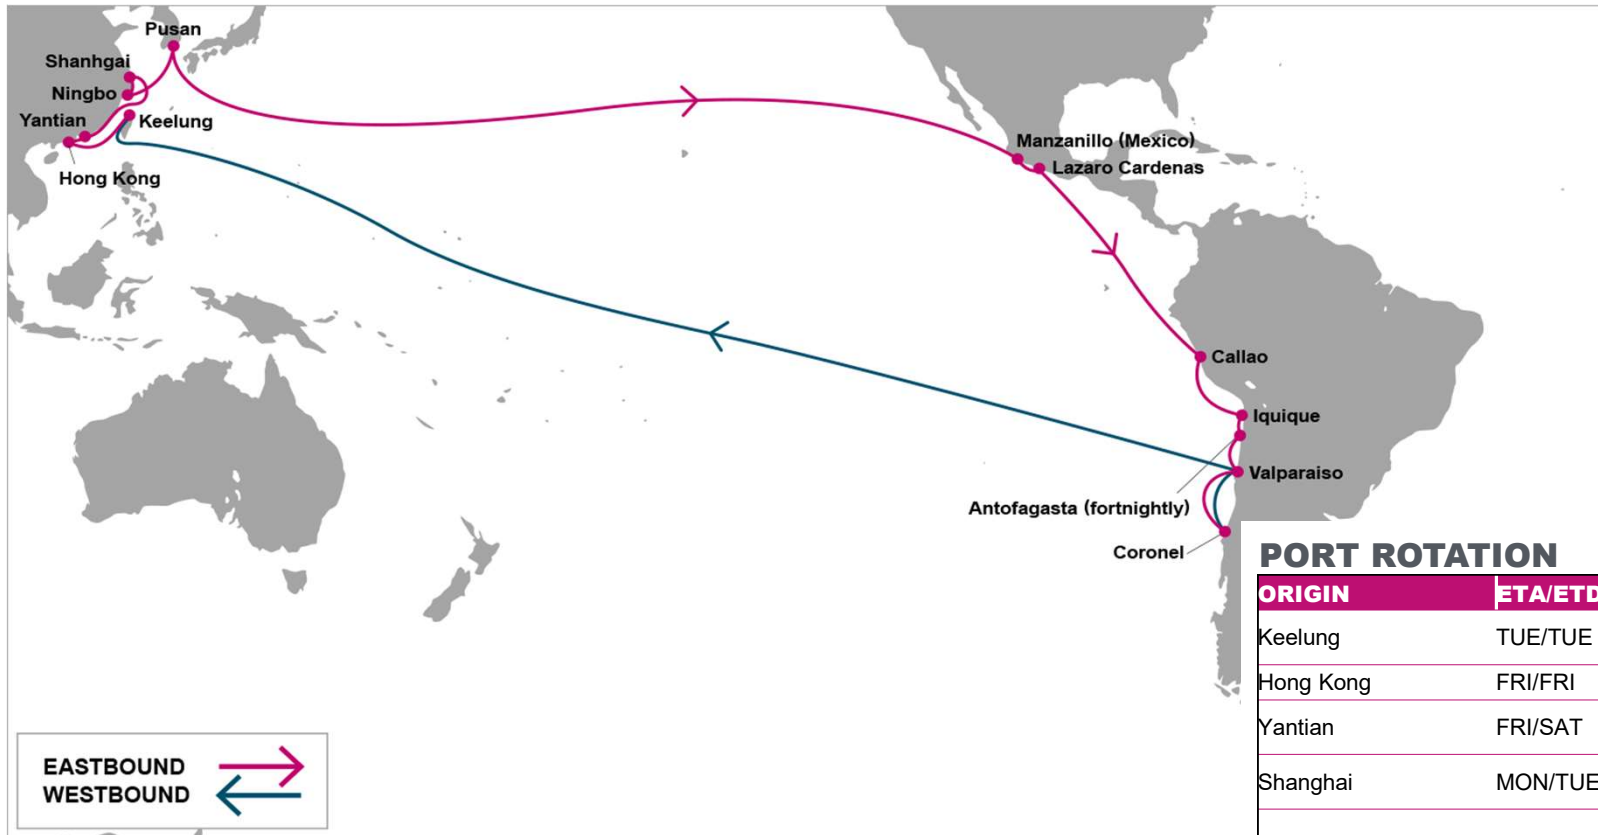 Pusan
Shanhgai
Ningbo
Yantian
Keelung
Hong Kong
Manzanillo (Mexico)
Lazaro Cardenas
Callao
Iquique
Valparaiso
Antofagasta (fortnightly)
Coronel
EASTBOUND
WESTBOUND
PORT ROTATION
ORIGIN ETA/ETD
Keelung TUE/TUE
Hong Kong FRI/FRI
Yantian FRI/SAT
Shanghai MON/TUE